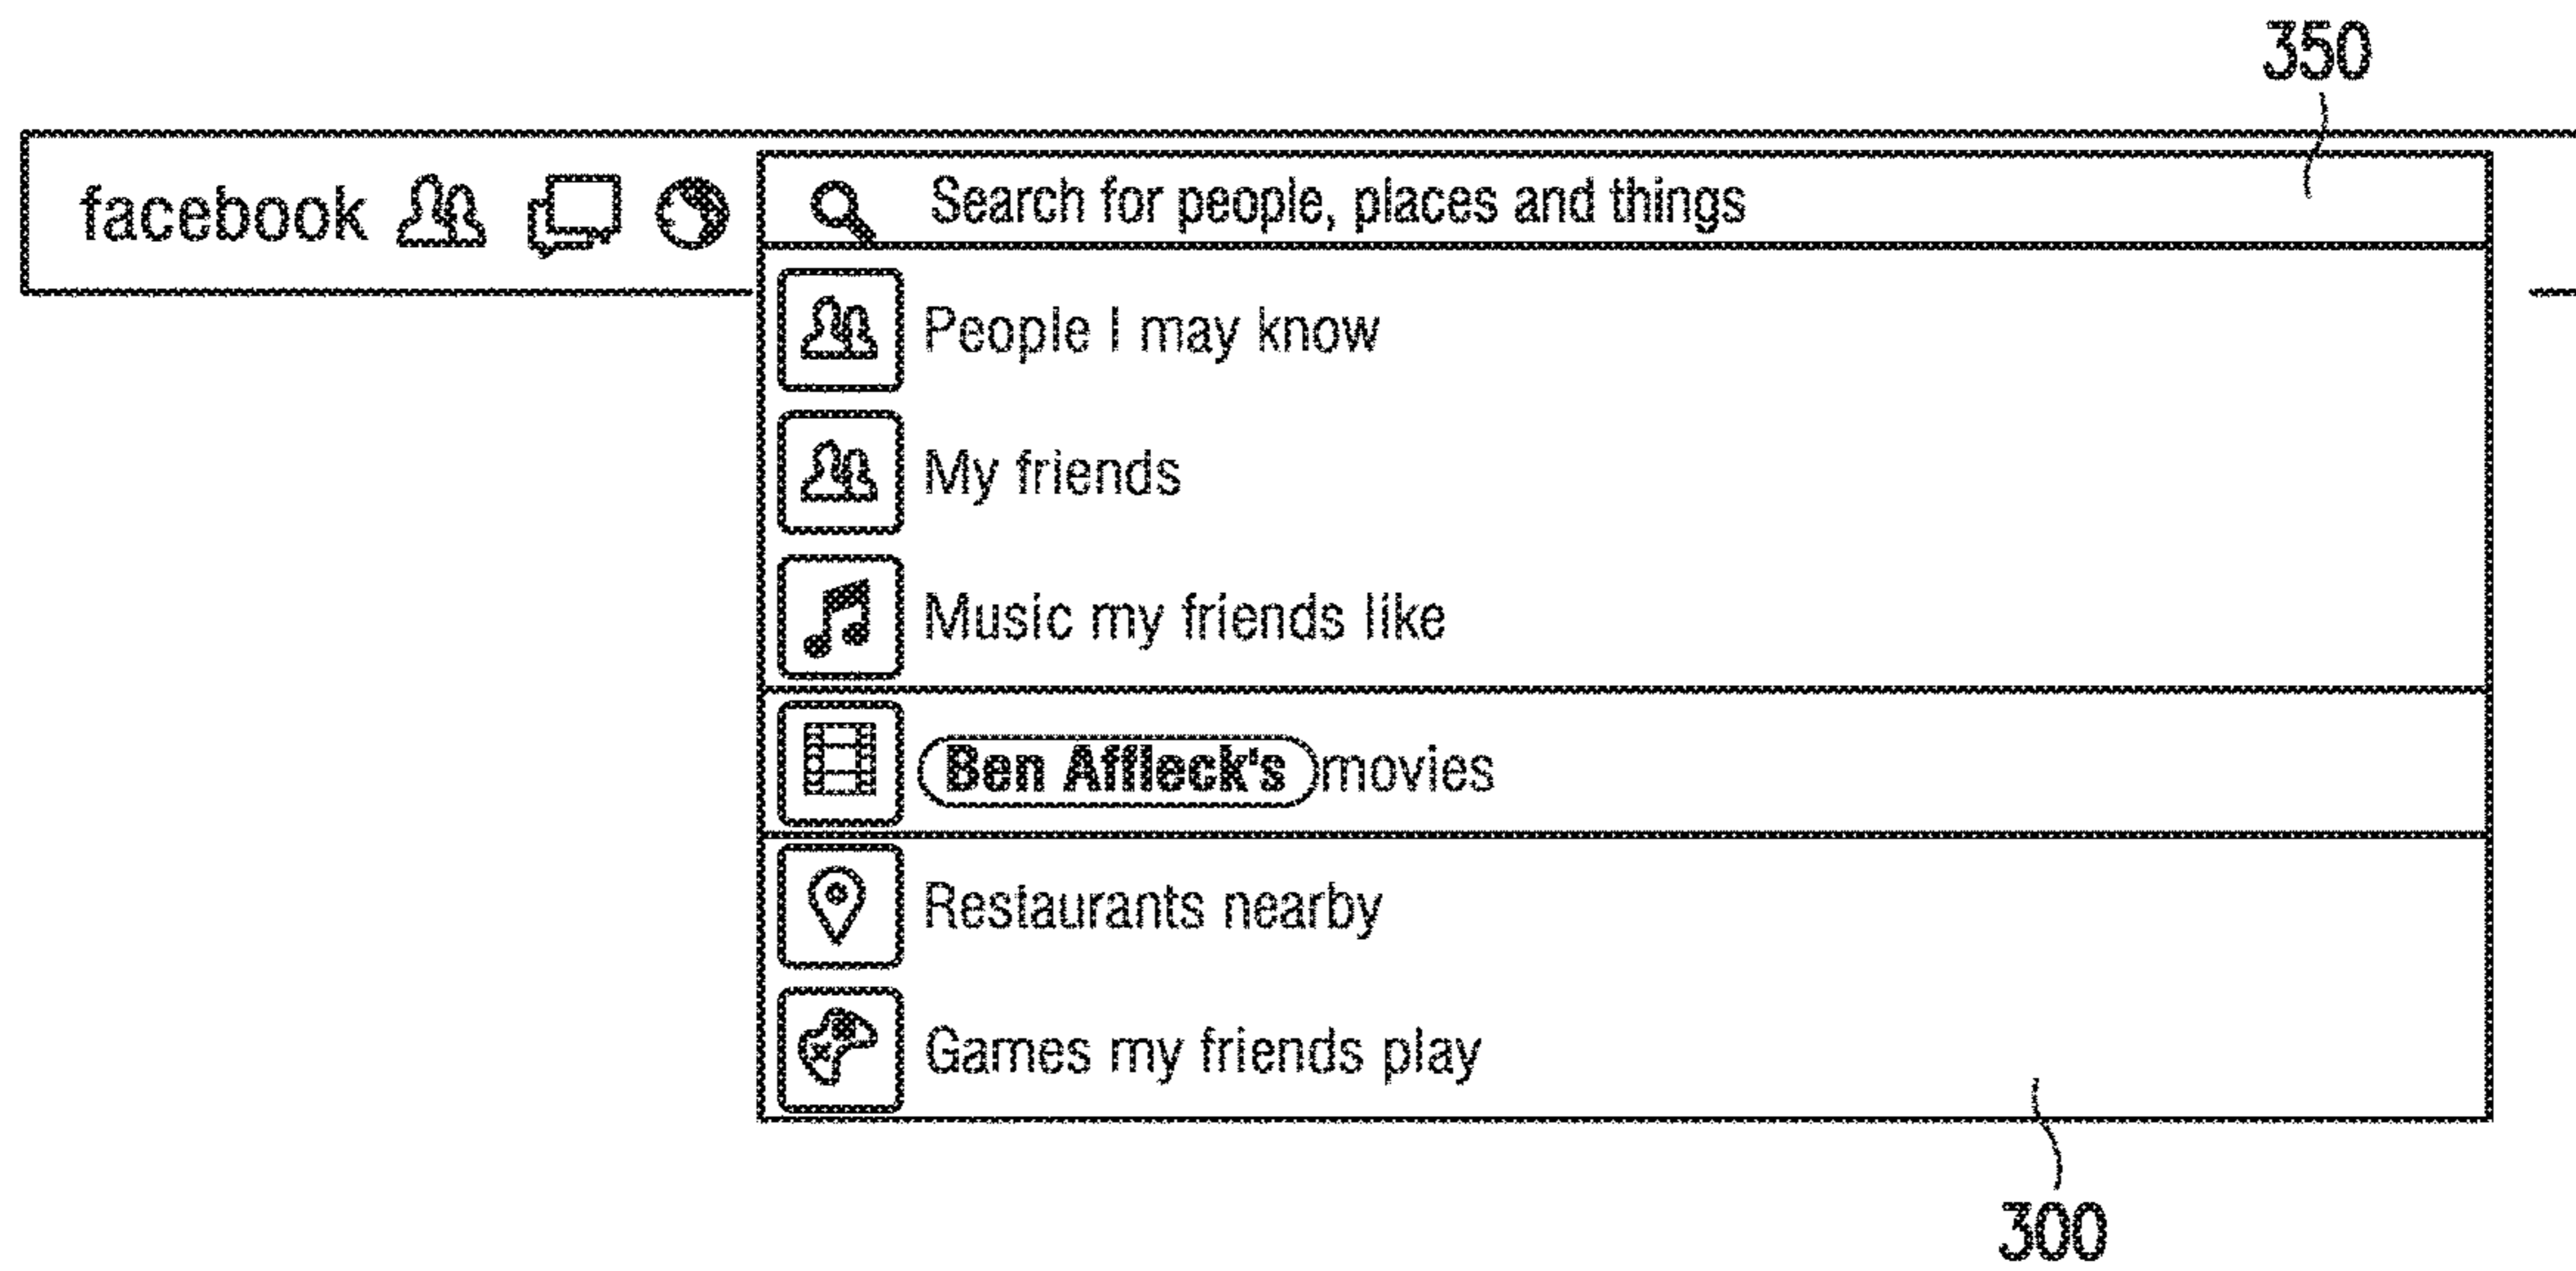 350
facebook
Search for people, places and things
People I may know
My friends
Music my friends like
Ben Affleck's movies
Restaurants nearby
Games my friends play
300